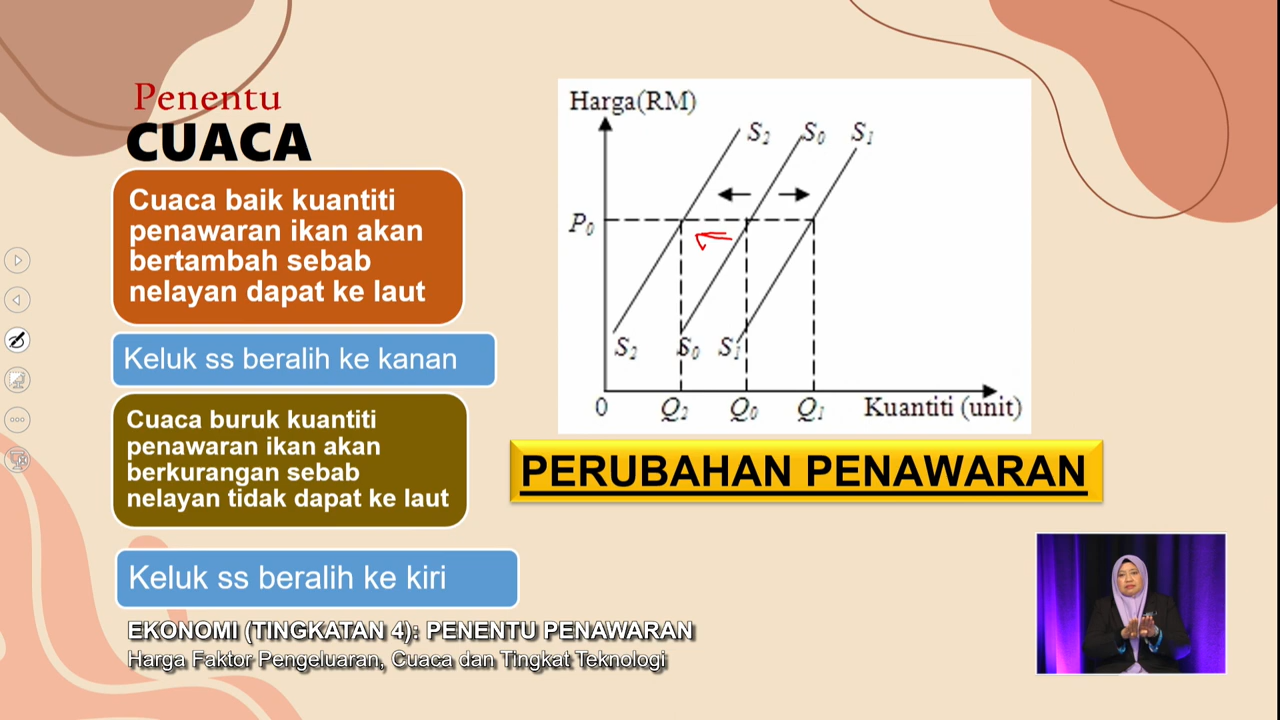 Penentu
CUACA
Cuaca baik kuantiti
penawaran ikan akan
bertambah sebab
nelayan dapat ke laut
Keluk ss beralih ke kanan
Cuaca buruk kuantiti
penawaran ikan akan
berkurangan sebab
nelayan tidak dapat ke laut
Keluk ss beralih ke kiri
Harga(RM)
S2 S0 S1
P0
S2 S0 S1
0 Q2 Q0 Q1 Kuantiti (unit)
PERUBAHAN PENAWARAN
EKONOMI (TINGKATAN 4): PENENTU PENAWARAN
Harga Faktor Pengeluaran, Cuaca dan Tingkat Teknologi